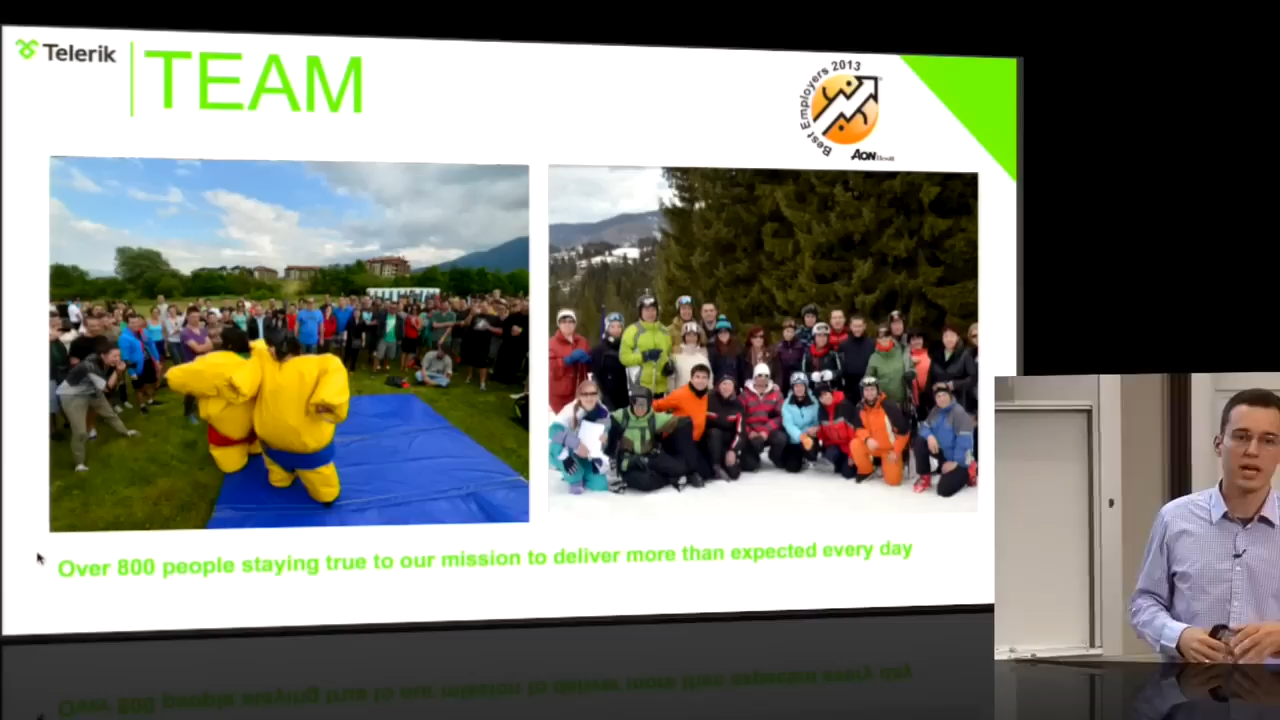 Telerik
TEAM
Best Employers 2013
AON Hewitt
Over 800 people staying true to our mission to deliver more than expected every day